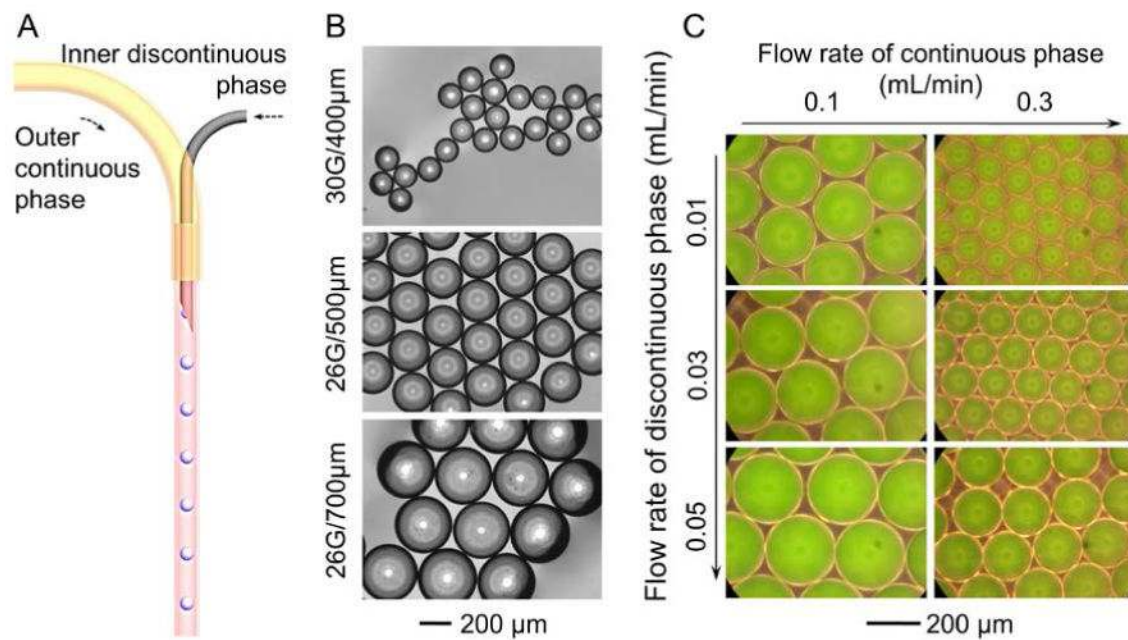 A
Inner discontinuous
phase
Outer
continuous
phase
B
30G/400µm
26G/500µm
26G/700µm
200 µm
C
Flow rate of continuous phase
(mL/min)
0.1
0.3
Flow rate of discontinuous phase (mL/min)
0.01
0.03
0.05
200 µm